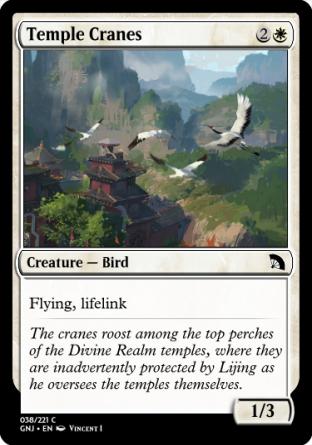 Temple Cranes 2
Creature — Bird
Flying, lifelink
The cranes roost among the top perches
of the Divine Realm temples, where they
are inadvertently protected by Lijing as
he oversees the temples themselves.
1/3
038/221 C
GNJ • EN Vincent I